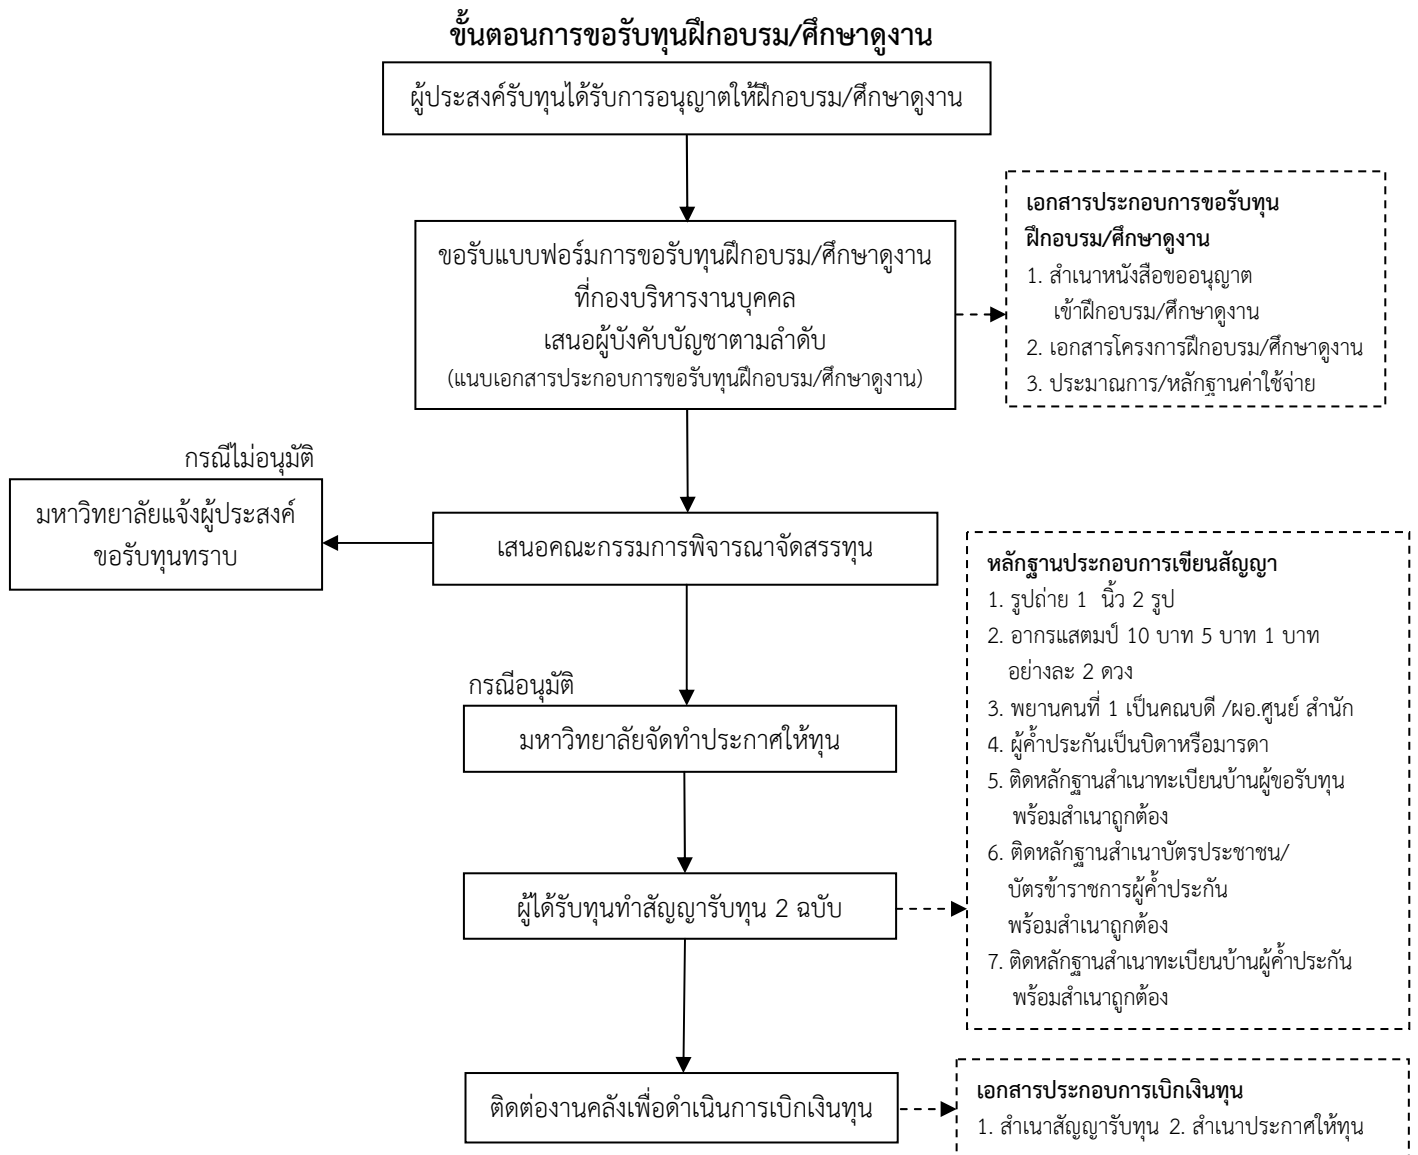 ขั้นตอนการขอรับทุนฝึกอบรม/ศึกษาดูงาน
ผู้ประสงค์รับทุนได้รับการอนุญาตให้ฝึกอบรม/ศึกษาดูงาน
ขอรับแบบฟอร์มการขอรับทุนฝึกอบรม/ศึกษาดูงาน
ที่กองบริหารงานบุคคล
เสนอผู้บังคับบัญชาตามลำดับ
(แนบเอกสารประกอบการขอรับทุนฝึกอบรม/ศึกษาดูงาน)
เอกสารประกอบการขอรับทุน
ฝึกอบรม/ศึกษาดูงาน
1. สำเนาหนังสือขออนุญาต
เข้าฝึกอบรม/ศึกษาดูงาน
2. เอกสารโครงการฝึกอบรม/ศึกษาดูงาน
3. ประมาณการ/หลักฐานค่าใช้จ่าย
กรณีไม่อนุมัติ
มหาวิทยาลัยแจ้งผู้ประสงค์
ขอรับทุนทราบ
เสนอคณะกรรมการพิจารณาจัดสรรทุน
กรณีอนุมัติ
มหาวิทยาลัยจัดทำประกาศให้ทุน
ผู้ได้รับทุนทำสัญญารับทุน 2 ฉบับ
หลักฐานประกอบการเขียนสัญญา
1. รูปถ่าย 1 นิ้ว 2 รูป
2. อากรแสตมป์ 10 บาท 5 บาท 1 บาท
อย่างละ 2 ดวง
3. พยานคนที่ 1 เป็นคณบดี /ผอ.ศูนย์ สำนัก
4. ผู้ค้ำประกันเป็นบิดาหรือมารดา
5. ติดหลักฐานสำเนาทะเบียนบ้านผู้ขอรับทุน
พร้อมสำเนาถูกต้อง
6. ติดหลักฐานสำเนาบัตรประชาชน/
บัตรข้าราชการผู้ค้ำประกัน
พร้อมสำเนาถูกต้อง
7. ติดหลักฐานสำเนาทะเบียนบ้านผู้ค้ำประกัน
พร้อมสำเนาถูกต้อง
ติดต่องานคลังเพื่อดำเนินการเบิกเงินทุน
เอกสารประกอบการเบิกเงินทุน
1. สำเนาสัญญารับทุน 2. สำเนาประกาศให้ทุน